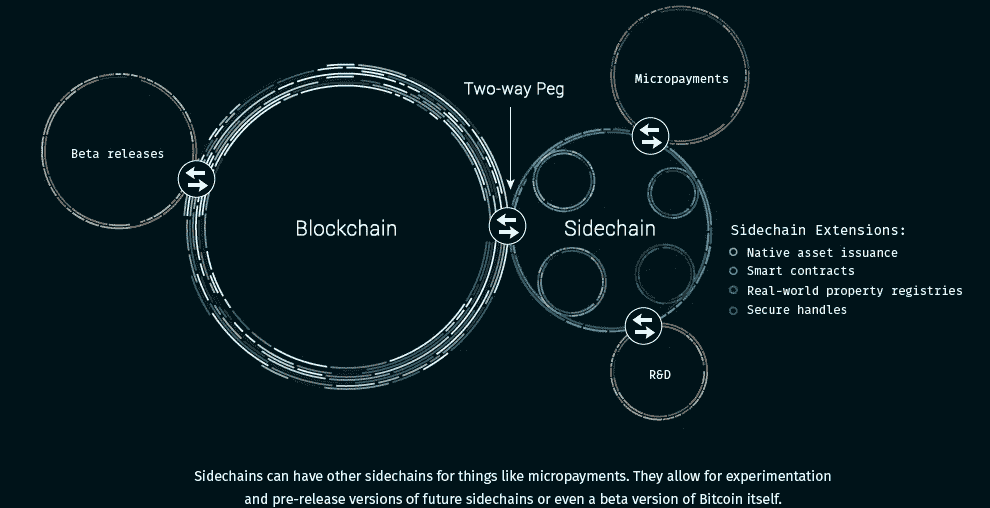 Micropayments
Two-way Peg
Beta releases
Blockchain
Sidechain
Sidechain Extensions:
Native asset issuance
Smart contracts
Real-world property registries
Secure handles
R&D
Sidechains can have other sidechains for things like micropayments. They allow for experimentation
and pre-release versions of future sidechains or even a beta version of Bitcoin itself.